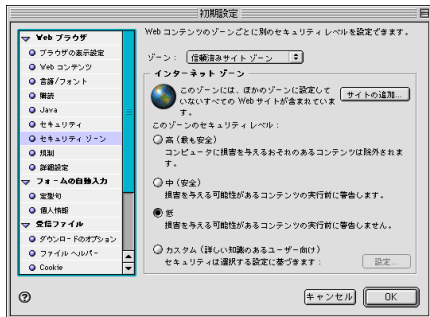 初期設定
Web ブラウザ
ブラウザの表示設定
Web コンテンツ
言語/フォント
購読
Java
セキュリティ
セキュリティ ゾーン
規制
詳細設定
フォームの自動入力
定型句
個人情報
受信ファイル
ダウンロードのオプション
ファイル ヘルパー
Cookie
Web コンテンツのゾーンごとに別のセキュリティ レベルを設定できます。
ゾーン： 信頼済みサイト ゾーン
インターネット ゾーン
このゾーンには、ほかのゾーンに設定して
いないすべての Web サイトが含まれていま
す。
サイトの追加...
このゾーンのセキュリティ レベル：
高（最も安全）
コンピュータに損害を与えるおそれのあるコンテンツは除外されま
す。
中（安全）
損害を与える可能性があるコンテンツの実行前に警告します。
低
損害を与える可能性があるコンテンツの実行前に警告しません。
カスタム（詳しい知識のあるユーザー向け）
セキュリティは選択する設定に基づきます：
設定...
キャンセル
OK